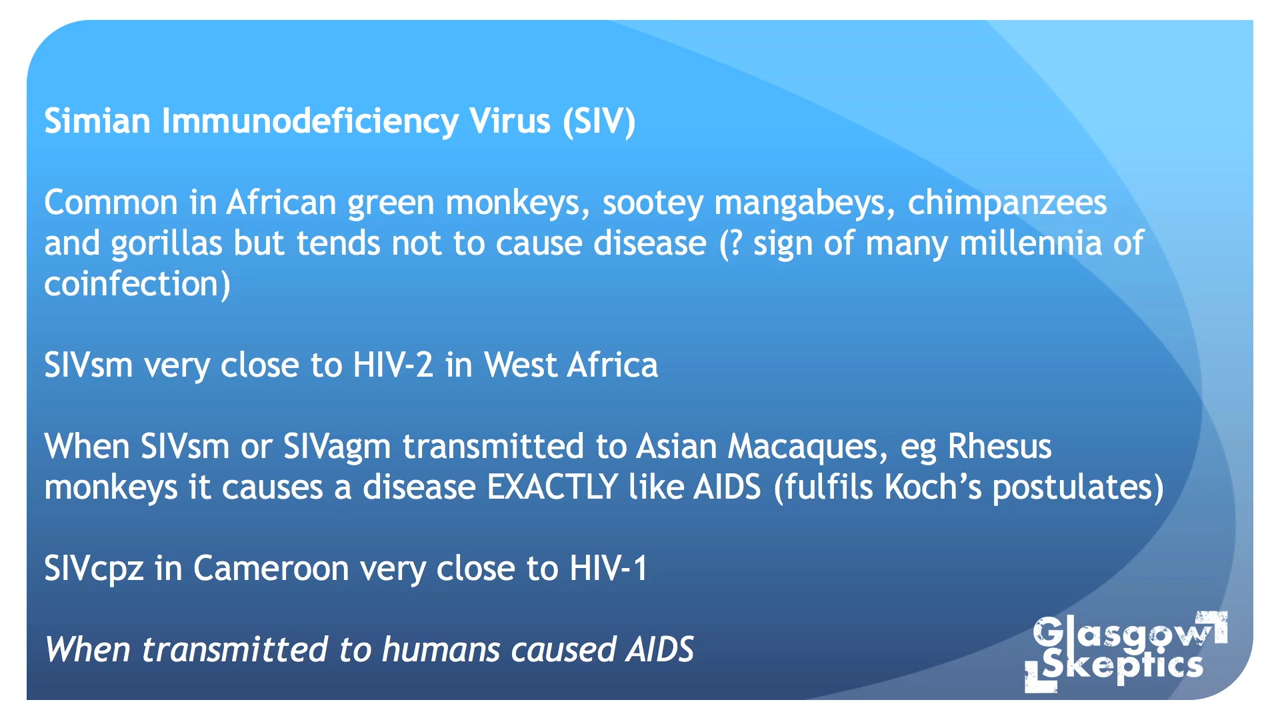 Simian Immunodeficiency Virus (SIV)
Common in African green monkeys, sootey mangabeys, chimpanzees
and gorillas but tends not to cause disease (? sign of many millennia of
coinfection)
SIVsm very close to HIV-2 in West Africa
When SIVsm or SIVagm transmitted to Asian Macaques, eg Rhesus
monkeys it causes a disease EXACTLY like AIDS (fulfils Koch’s postulates)
SIVcpz in Cameroon very close to HIV-1
When transmitted to humans caused AIDS
Glasgow
Skeptics